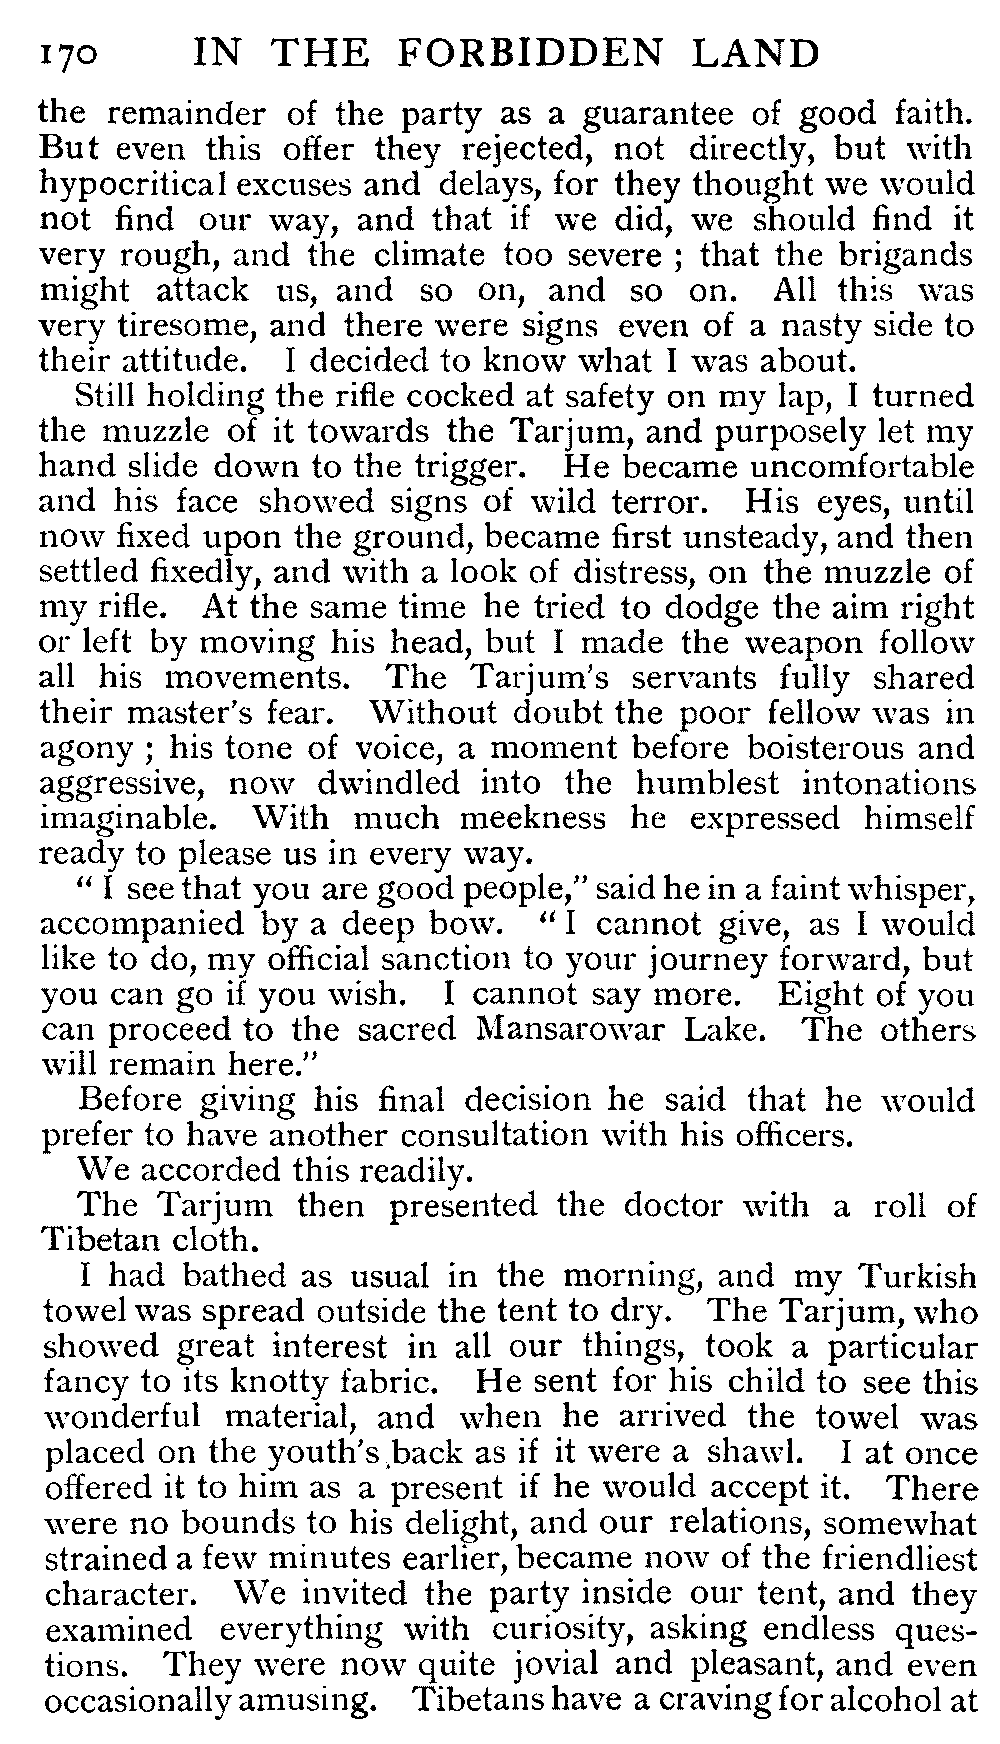 170 IN THE FORBIDDEN LAND
the remainder of the party as a guarantee of good faith.
But even this offer they rejected, not directly, but with
hypocritical excuses and delays, for they thought we would
not find our way, and that if we did, we should find it
very rough, and the climate too severe ; that the brigands
might attack us, and so on, and so on. All this was
very tiresome, and there were signs even of a nasty side to
their attitude. I decided to know what I was about.
Still holding the rifle cocked at safety on my lap, I turned
the muzzle of it towards the Tarjum, and purposely let my
hand slide down to the trigger. He became uncomfortable
and his face showed signs of wild terror. His eyes, until
now fixed upon the ground, became first unsteady, and then
settled fixedly, and with a look of distress, on the muzzle of
my rifle. At the same time he tried to dodge the aim right
or left by moving his head, but I made the weapon follow
all his movements. The Tarjum's servants fully shared
their master's fear. Without doubt the poor fellow was in
agony ; his tone of voice, a moment before boisterous and
aggressive, now dwindled into the humblest intonations
imaginable. With much meekness he expressed himself
ready to please us in every way.
" I see that you are good people," said he in a faint whisper,
accompanied by a deep bow. " I cannot give, as I would
like to do, my official sanction to your journey forward, but
you can go if you wish. I cannot say more. Eight of you
can proceed to the sacred Mansarowar Lake. The others
will remain here."
Before giving his final decision he said that he would
prefer to have another consultation with his officers.
We accorded this readily.
The Tarjum then presented the doctor with a roll of
Tibetan cloth.
I had bathed as usual in the morning, and my Turkish
towel was spread outside the tent to dry. The Tarjum, who
showed great interest in all our things, took a particular
fancy to its knotty fabric. He sent for his child to see this
wonderful material, and when he arrived the towel was
placed on the youth's back as if it were a shawl. I at once
offered it to him as a present if he would accept it. There
were no bounds to his delight, and our relations, somewhat
strained a few minutes earlier, became now of the friendliest
character. We invited the party inside our tent, and they
examined everything with curiosity, asking endless ques-
tions. They were now quite jovial and pleasant, and even
occasionally amusing. Tibetans have a craving for alcohol at